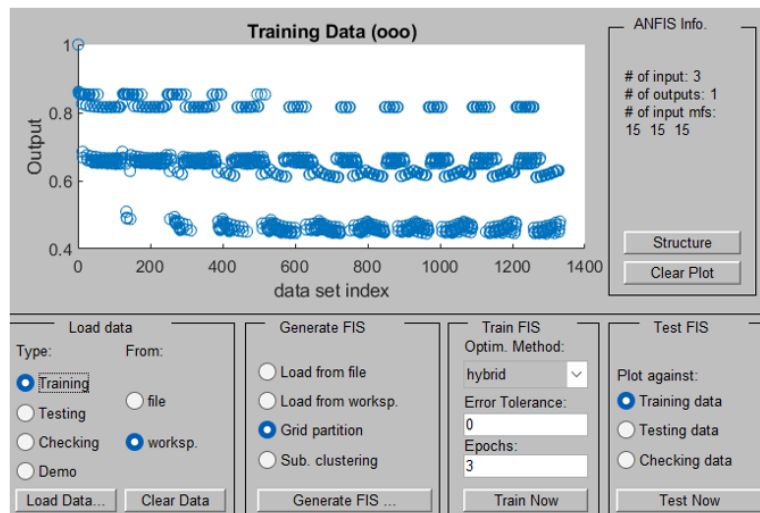 Training Data (ooo)
1
0.8
0.6
0.4
Output
0 200 400 600 800 1000 1200 1400
data set index
ANFIS Info.
# of input: 3
# of outputs: 1
# of input mfs:
15 15 15
Structure
Clear Plot
Load data
Type: From:
Training
Testing
Checking
Demo
file
worksp.
Load Data...
Clear Data
Generate FIS
Load from file
Load from worksp.
Grid partition
Sub. clustering
Generate FIS ...
Train FIS
Optim. Method:
hybrid
Error Tolerance:
0
Epochs:
3
Train Now
Test FIS
Plot against:
Training data
Testing data
Checking data
Test Now